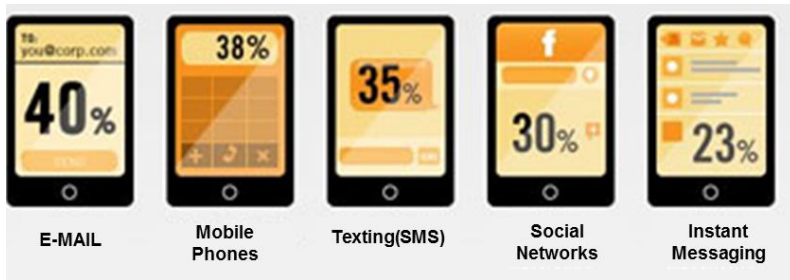 TO:
you@corp.com
40%
SEND
38%
35%
f
30%
23%
E-MAIL
Mobile
Phones
Texting(SMS)
Social
Networks
Instant
Messaging